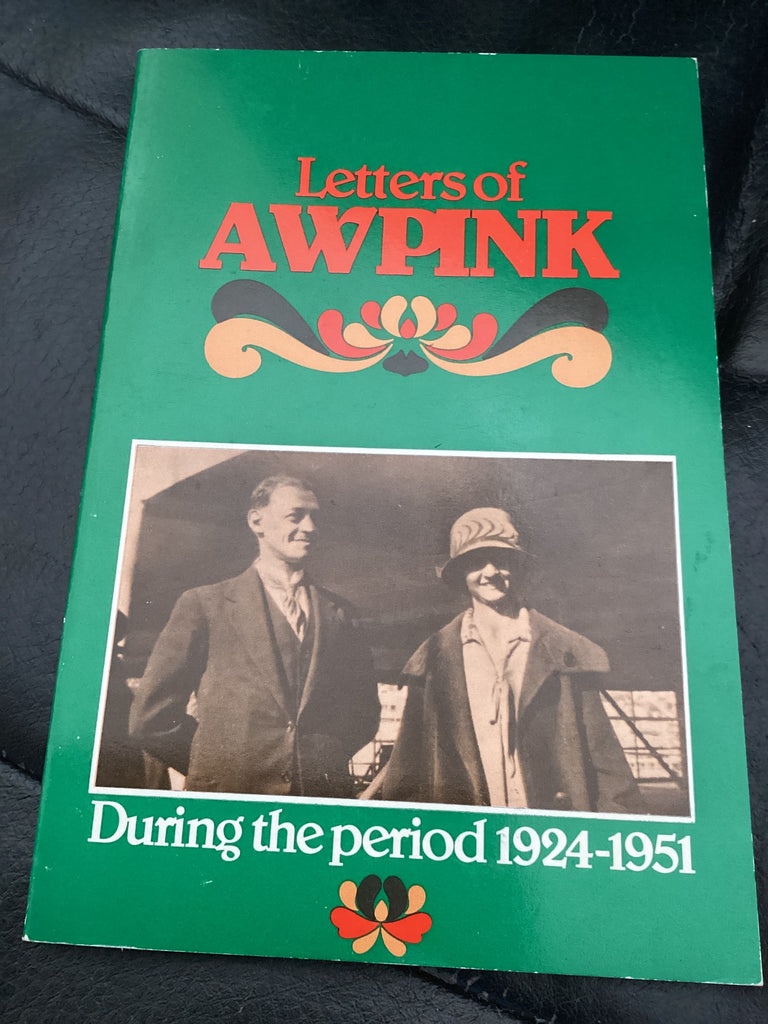 Letters of
AWPINK
During the period 1924-1951